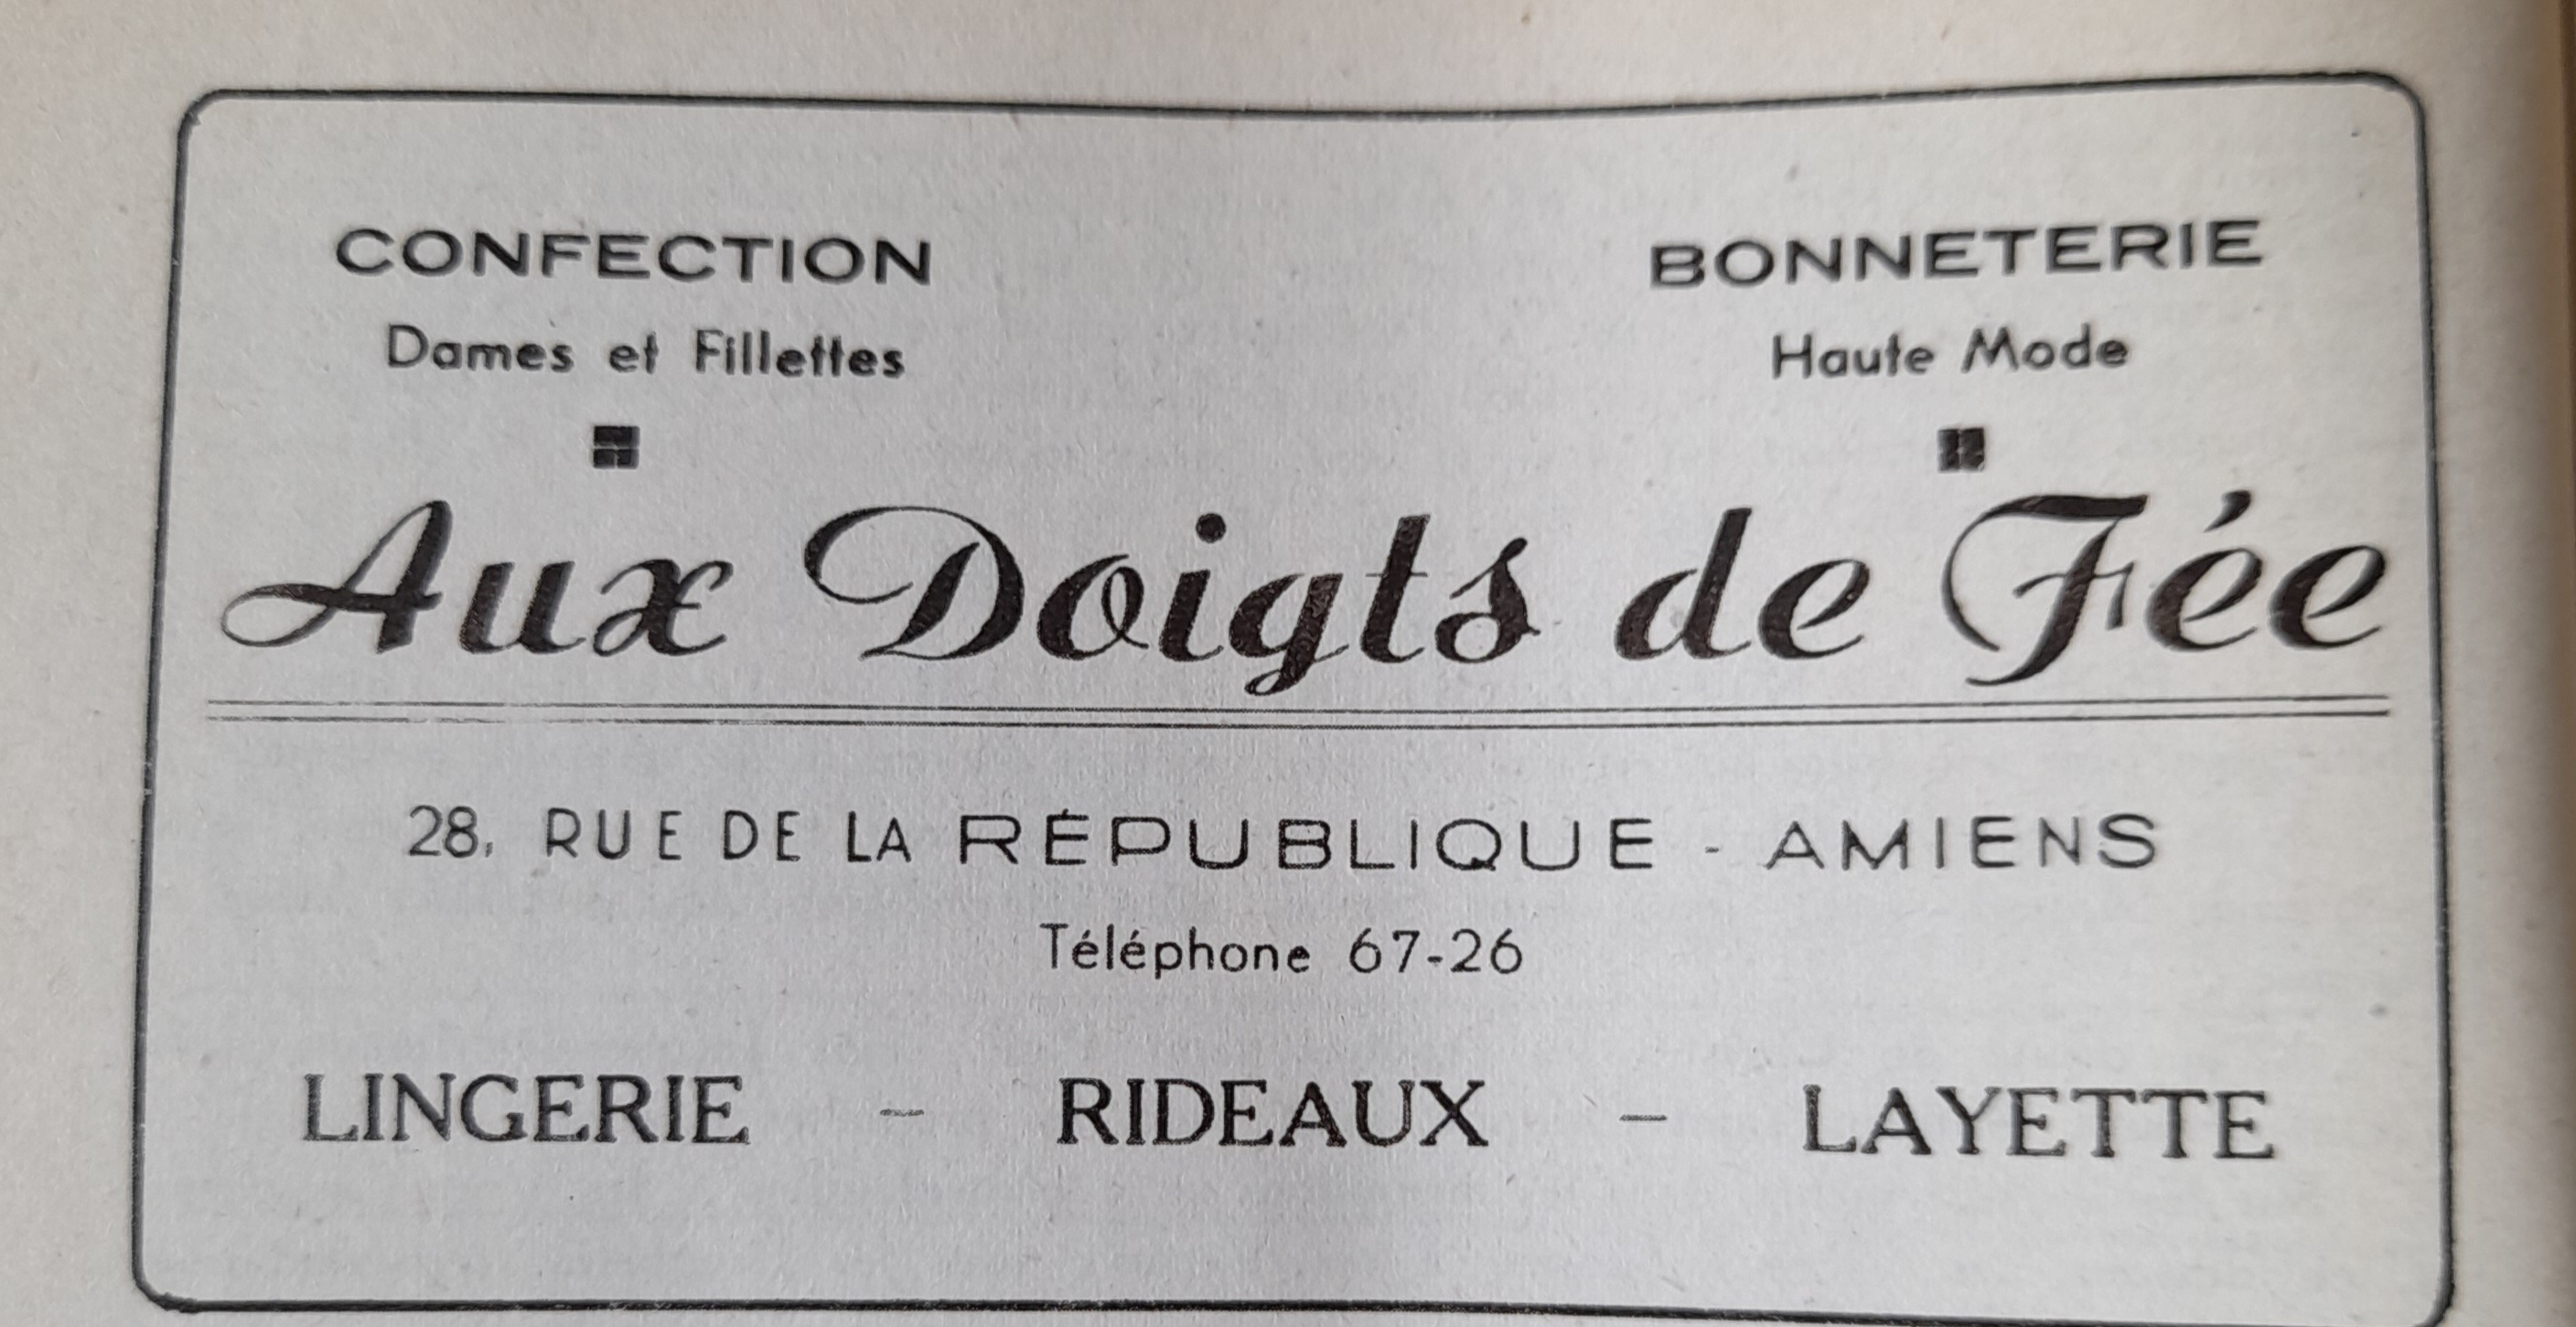 CONFECTION
Dames et Fillettes
BONNETERIE
Haute Mode
Aux Doigts de Fée
28, RUE DE LA RÉPUBLIQUE - AMIENS
Téléphone 67-26
LINGERIE - RIDEAUX - LAYETTE